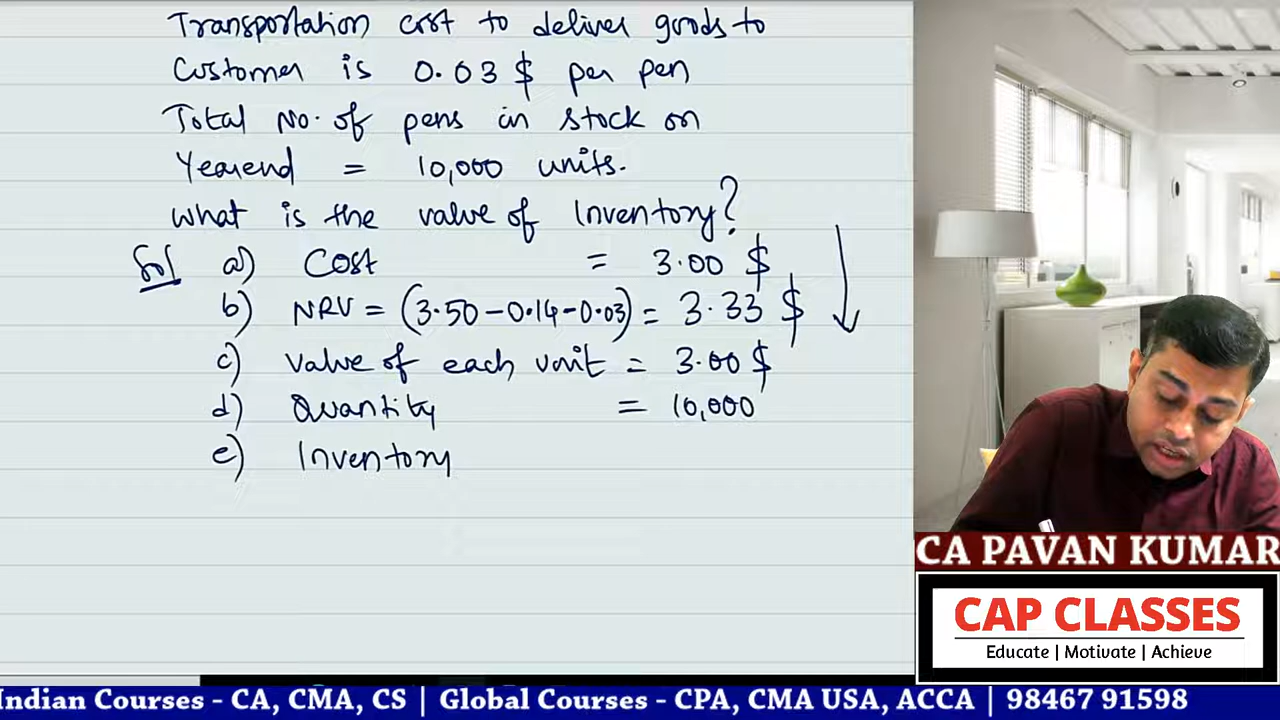 Transportation cost to deliver goods to
Customer is 0.03 $ per pen
Total No. of pens in stock on
Yearend = 10,000 units.
What is the value of Inventory?
Sol a) Cost = 3.00 $
b) NRV = (3.50-0.14-0.03) = 3.33 $
c) Value of each unit = 3.00 $
d) Quantity = 10,000
e) Inventory
CA PAVAN KUMAR
CAP CLASSES
Educate | Motivate | Achieve
Indian Courses - CA, CMA, CS | Global Courses - CPA, CMA USA, ACCA | 98467 91598